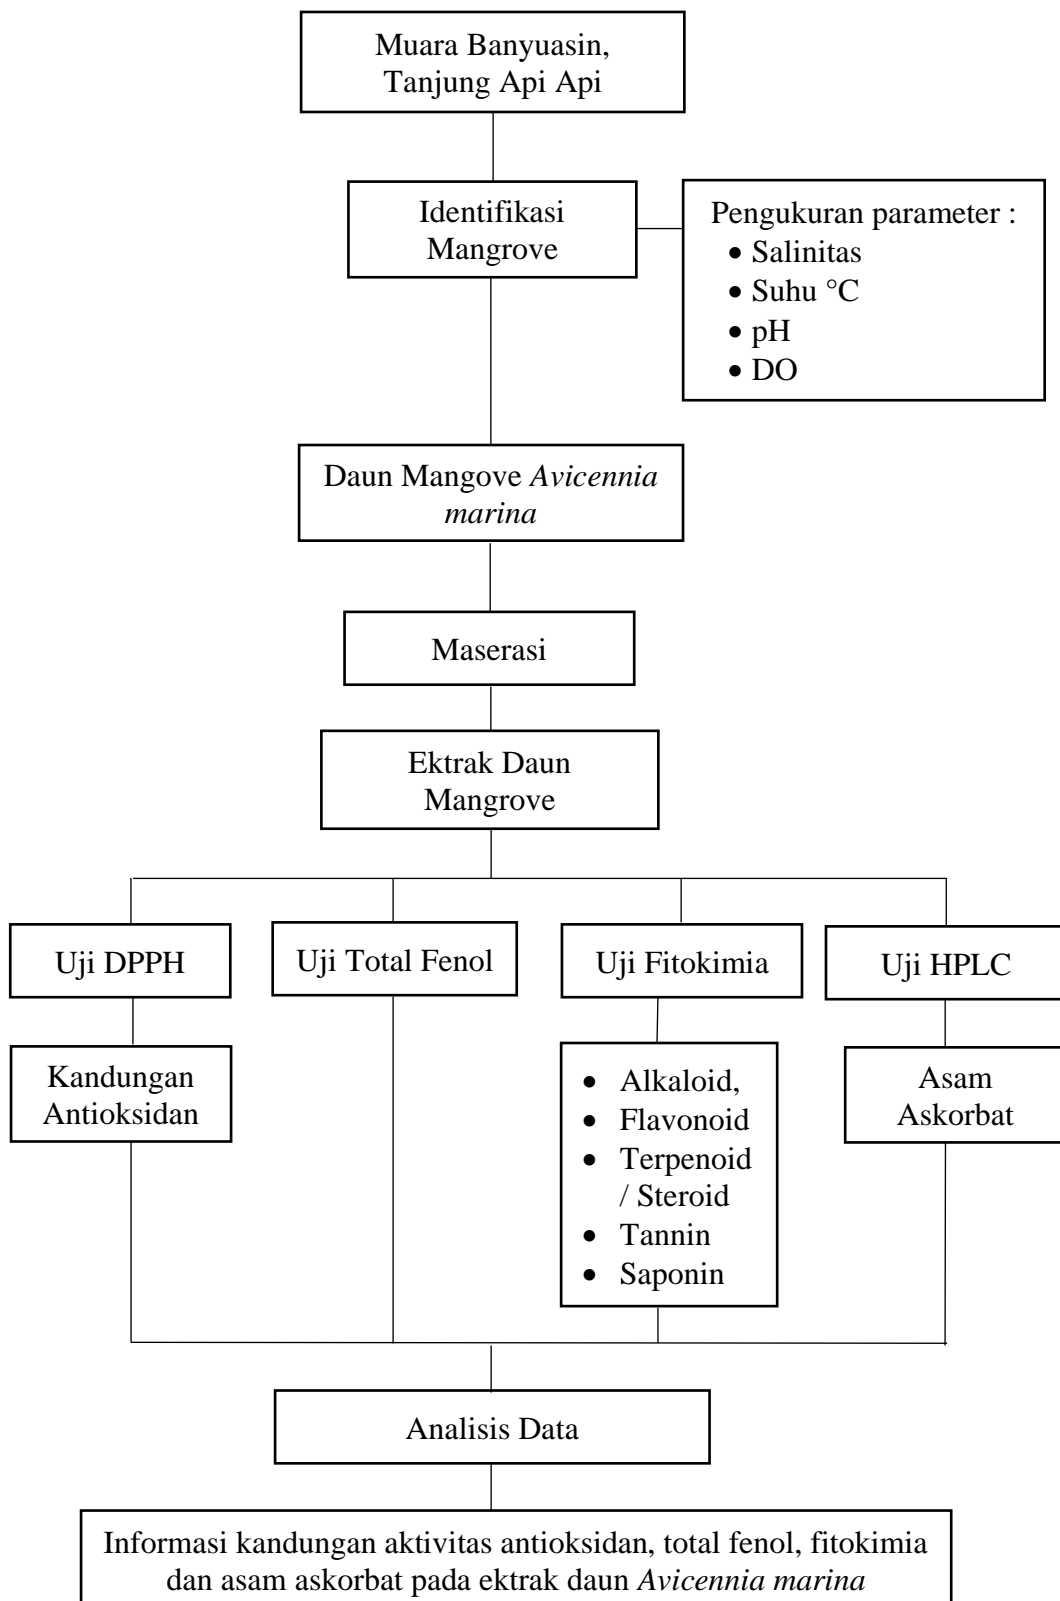 Muara Banyuasin,
Tanjung Api Api
Identifikasi
Mangrove
Pengukuran parameter :
• Salinitas
• Suhu °C
• pH
• DO
Daun Mangove Avicennia
marina
Maserasi
Ektrak Daun
Mangrove
Uji DPPH
Uji Total Fenol
Uji Fitokimia
Uji HPLC
Kandungan
Antioksidan
• Alkaloid,
• Flavonoid
• Terpenoid
/ Steroid
• Tannin
• Saponin
Asam
Askorbat
Analisis Data
Informasi kandungan aktivitas antioksidan, total fenol, fitokimia
dan asam askorbat pada ektrak daun Avicennia marina